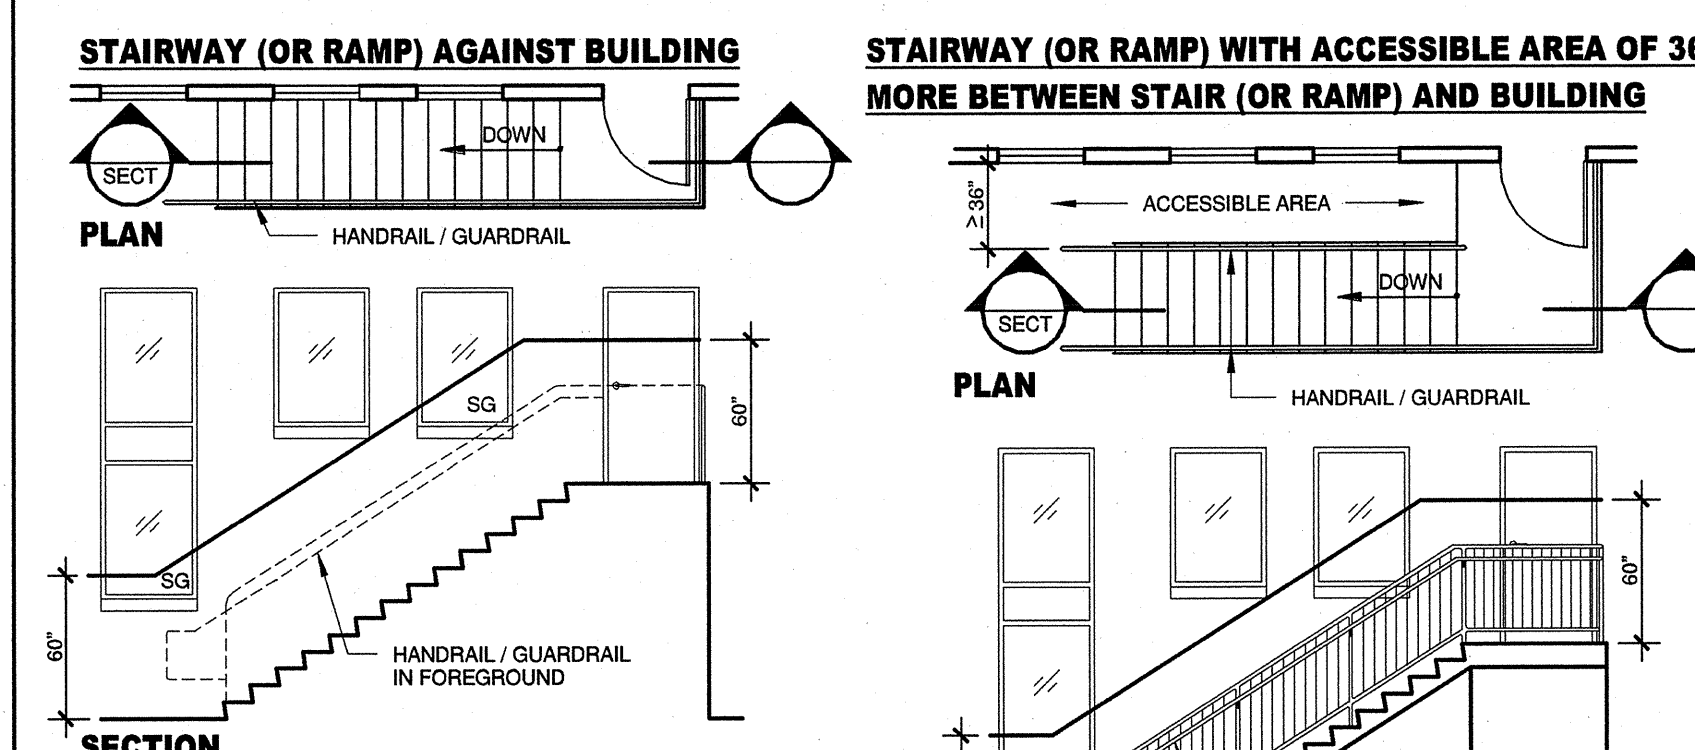 STAIRWAY (OR RAMP) AGAINST BUILDING
DOWN
SECT
PLAN
HANDRAIL / GUARDRAIL
SG
60"
SG
60"
HANDRAIL / GUARDRAIL
IN FOREGROUND
SECTION
STAIRWAY (OR RAMP) WITH ACCESSIBLE AREA OF
MORE BETWEEN STAIR (OR RAMP) AND BUILDING
≥36"
ACCESSIBLE AREA
DOWN
SECT
PLAN
HANDRAIL / GUARDRAIL
60"